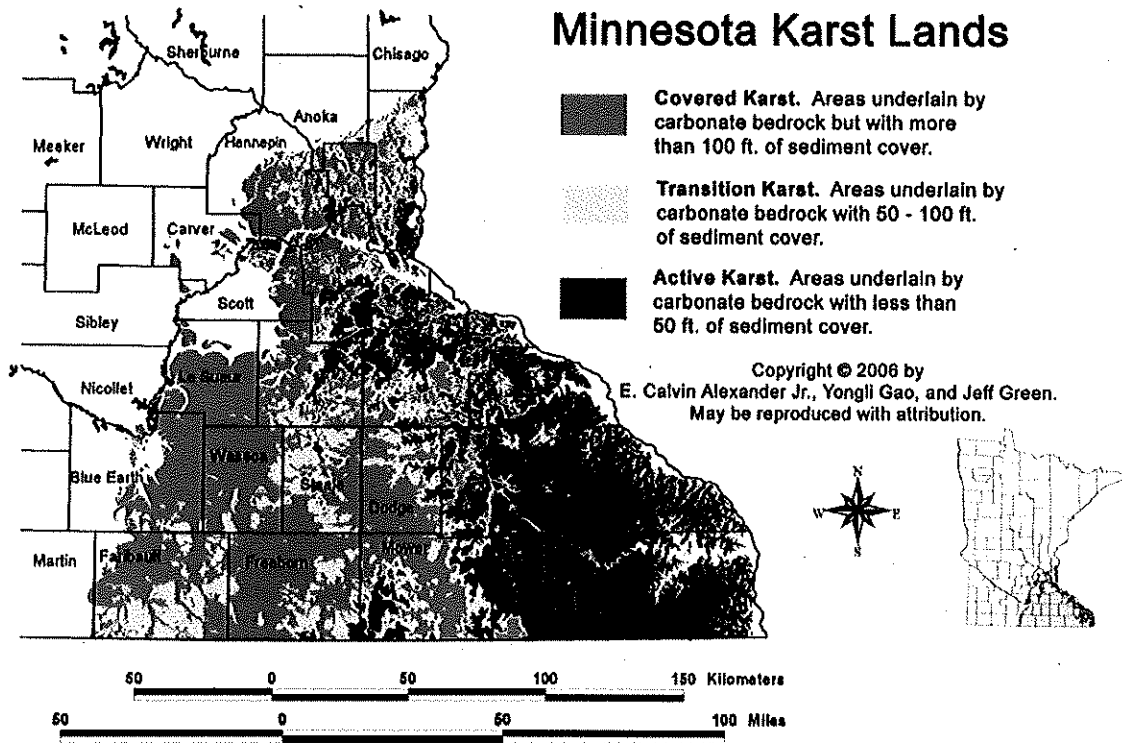 Minnesota Karst Lands
Covered Karst. Areas underlain by
carbonate bedrock but with more
than 100 ft. of sediment cover.
Transition Karst. Areas underlain by
carbonate bedrock with 50 - 100 ft.
of sediment cover.
Active Karst. Areas underlain by
carbonate bedrock with less than
50 ft. of sediment cover.
Copyright © 2006 by
E. Calvin Alexander Jr., Yongli Gao, and Jeff Green.
May be reproduced with attribution.
Sherburne
Chisago
Anoka
Wright
Hennepin
Meeker
McLeod
Carver
Scott
Sibley
Le Sueur
Nicollet
Waseca
Steele
Blue Earth
Dodge
Martin
Faribault
Freeborn
Mower
N
W
E
S
50 0 50 100 150 Kilometers
50 0 50 100 Miles